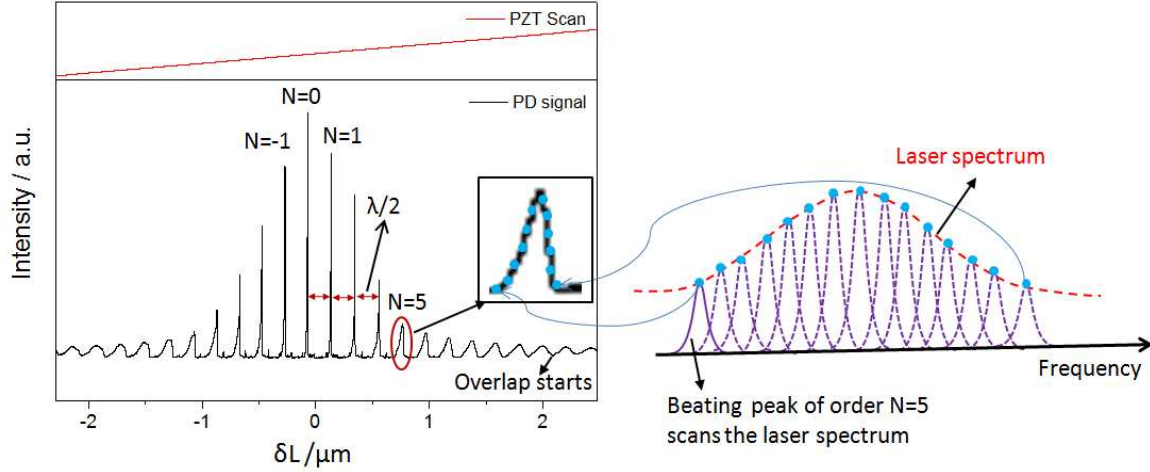 PZT Scan
N=0
PD signal
N=-1
N=1
λ/2
N=5
Overlap starts
Intensity / a.u.
-2
-1
0
1
2
δL /μm
Laser spectrum
Frequency
Beating peak of order N=5
scans the laser spectrum